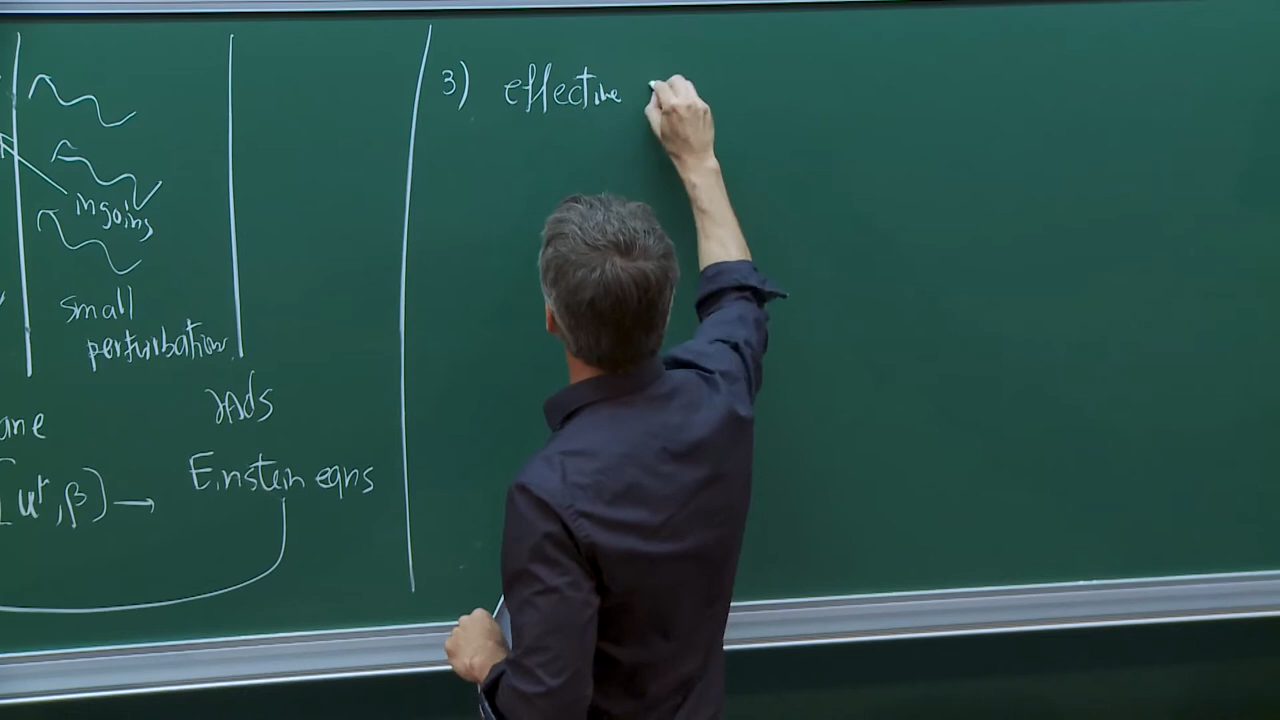 ingoing
small
perturbation.
∂AdS
ane
[u^μ, β) → Einstein eqns
3) effective